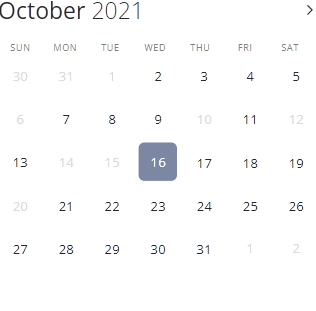 October 2021
SUN MON TUE WED THU FRI SAT
30 31 1 2 3 4 5
6 7 8 9 10 11 12
13 14 15 16 17 18 19
20 21 22 23 24 25 26
27 28 29 30 31 1 2